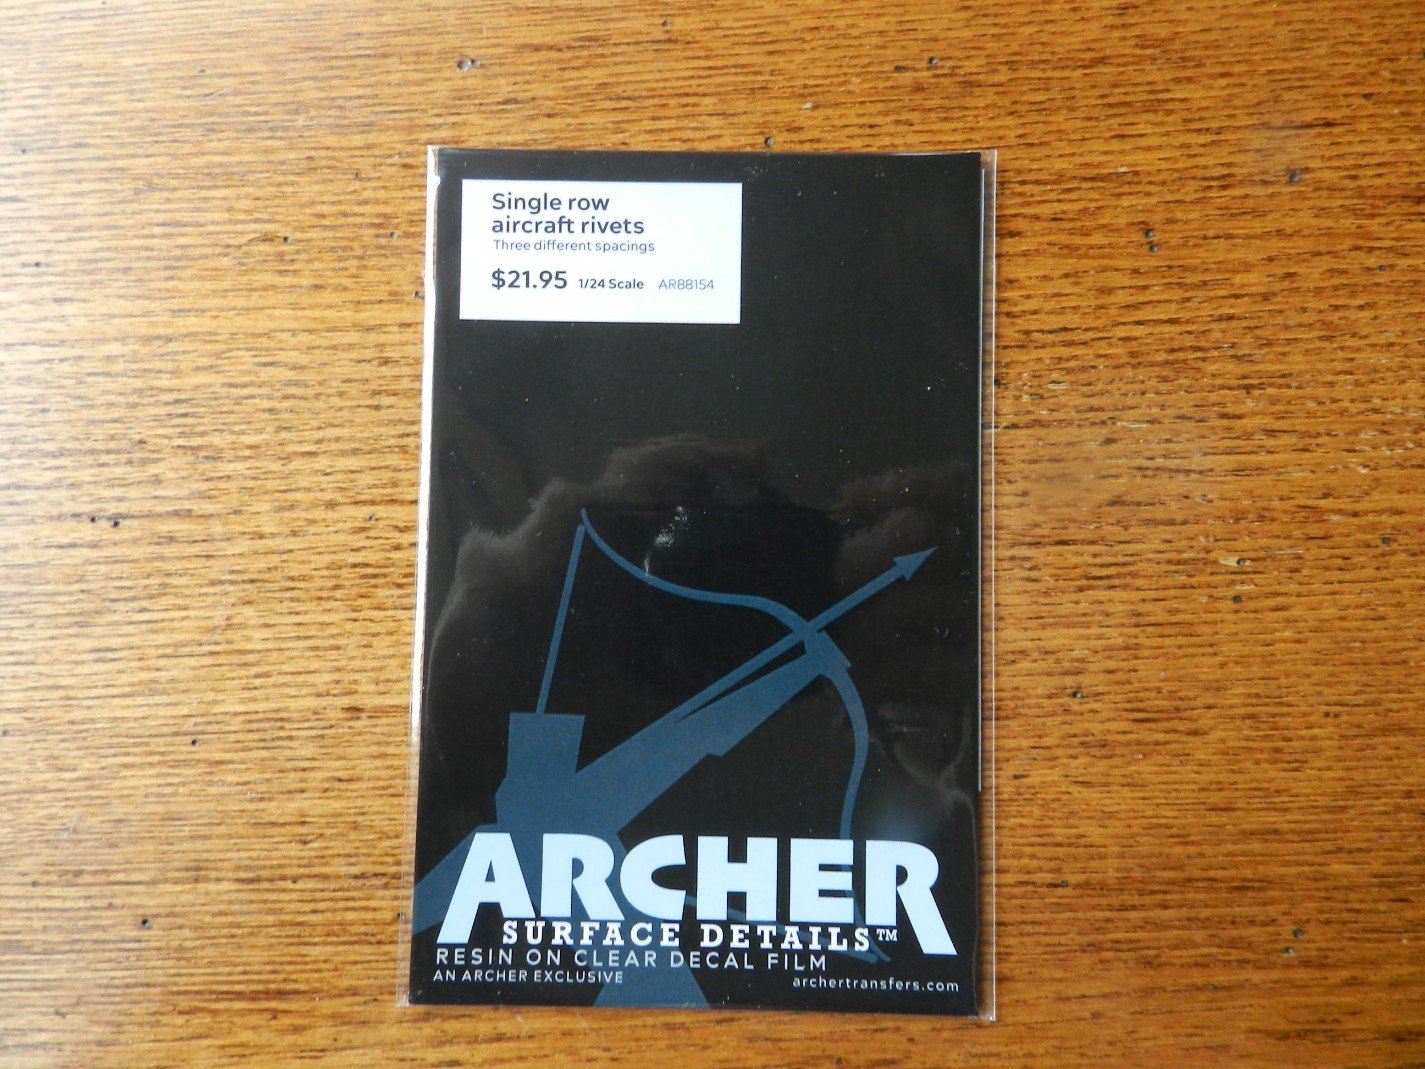 Single row
aircraft rivets
Three different spacings
$21.95 1/24 Scale AR88154
ARCHER
SURFACE DETAILS™
RESIN ON CLEAR DECAL FILM
AN ARCHER EXCLUSIVE
archertransfers.com